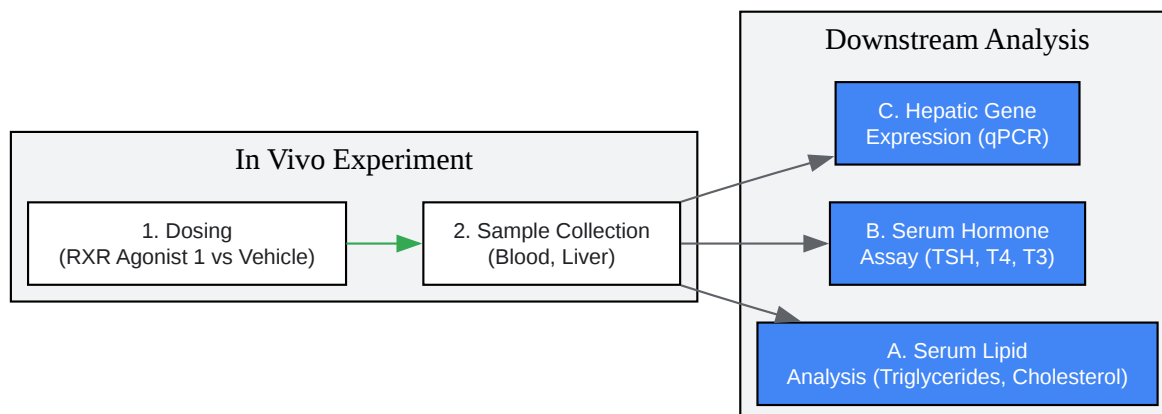 In Vivo Experiment
1. Dosing
(RXR Agonist 1 vs Vehicle)
2. Sample Collection
(Blood, Liver)
Downstream Analysis
C. Hepatic Gene
Expression (qPCR)
B. Serum Hormone
Assay (TSH, T4, T3)
A. Serum Lipid
Analysis (Triglycerides, Cholesterol)